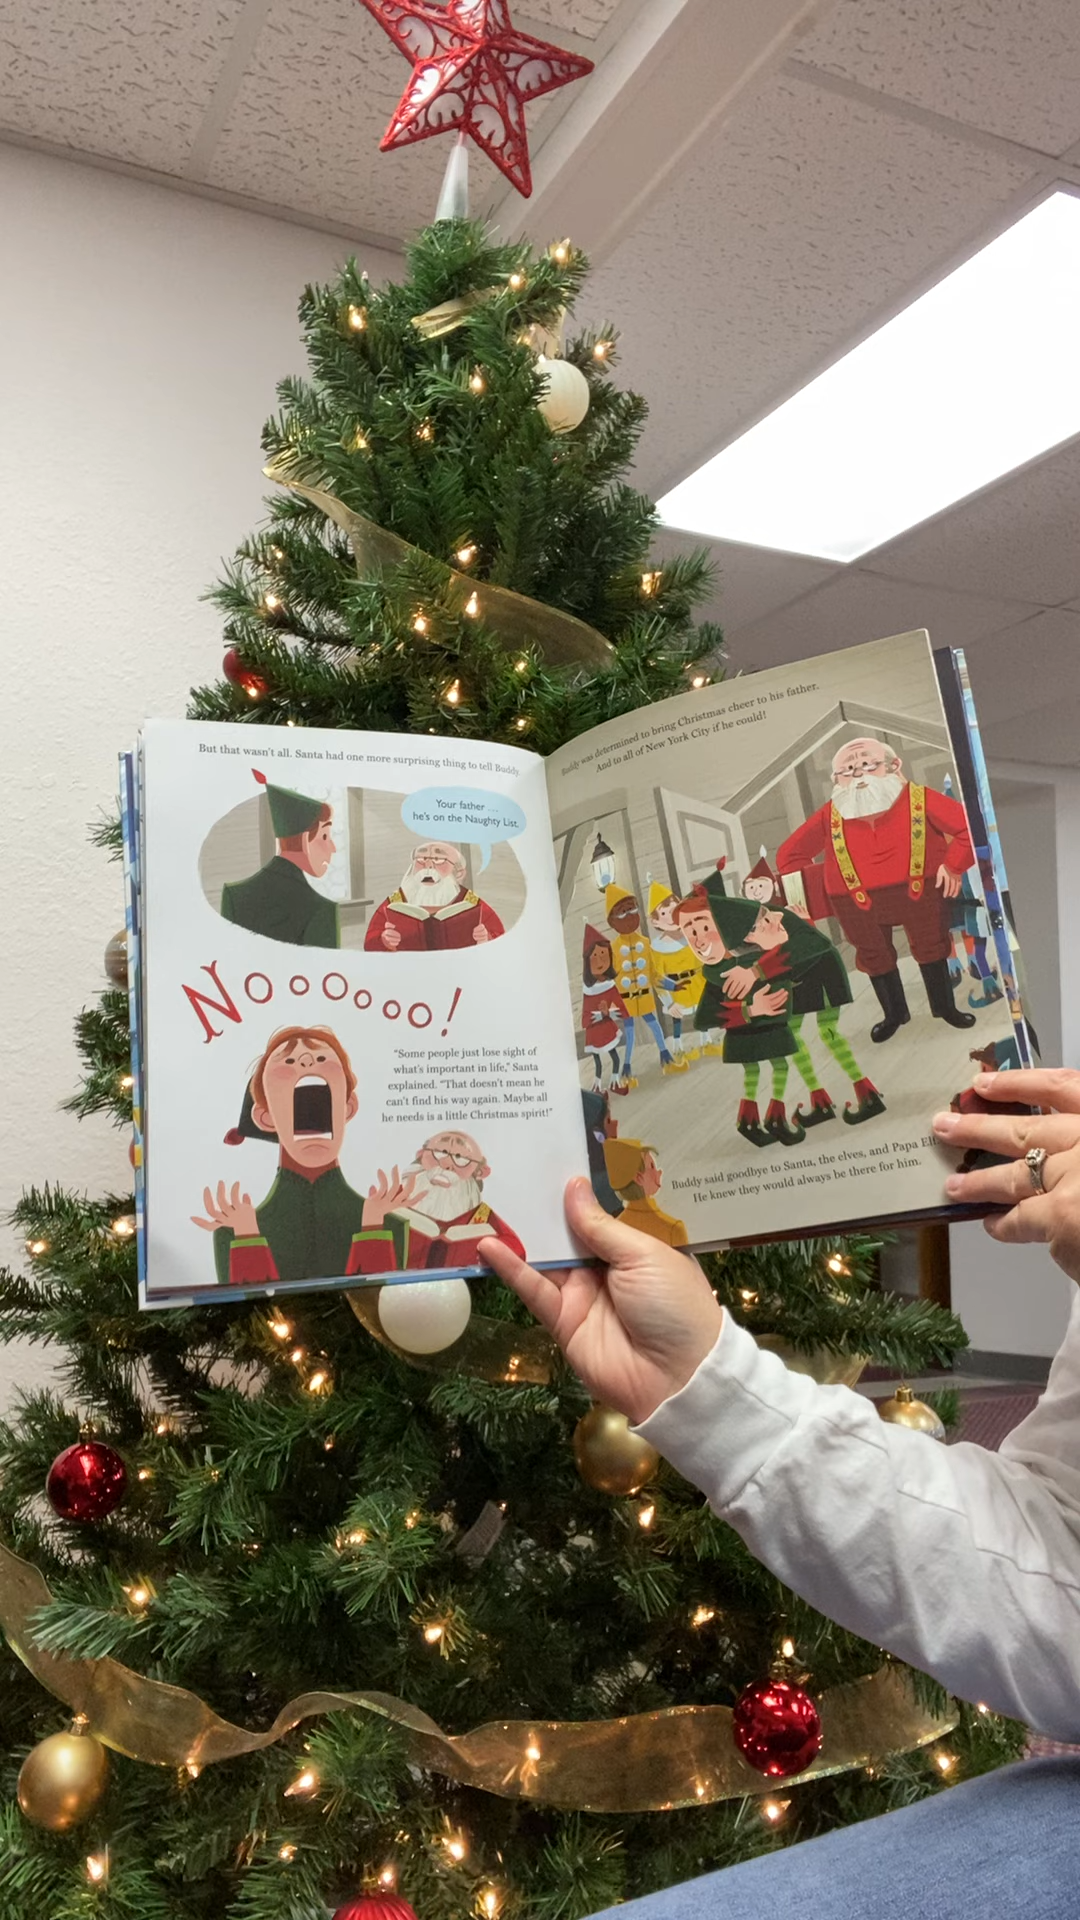 But that wasn't all. Santa had one more surprising thing to tell Buddy.
Your father ...
he's on the Naughty List.
NooOooo!
"Some people just lose sight of
what's important in life," Santa
explained. "That doesn't mean he
can't find his way again. Maybe all
he needs is a little Christmas spirit!"
Buddy was determined to bring Christmas cheer to his father.
And to all of New York City if he could!
Buddy said goodbye to Santa, the elves, and Papa Elf.
He knew they would always be there for him.